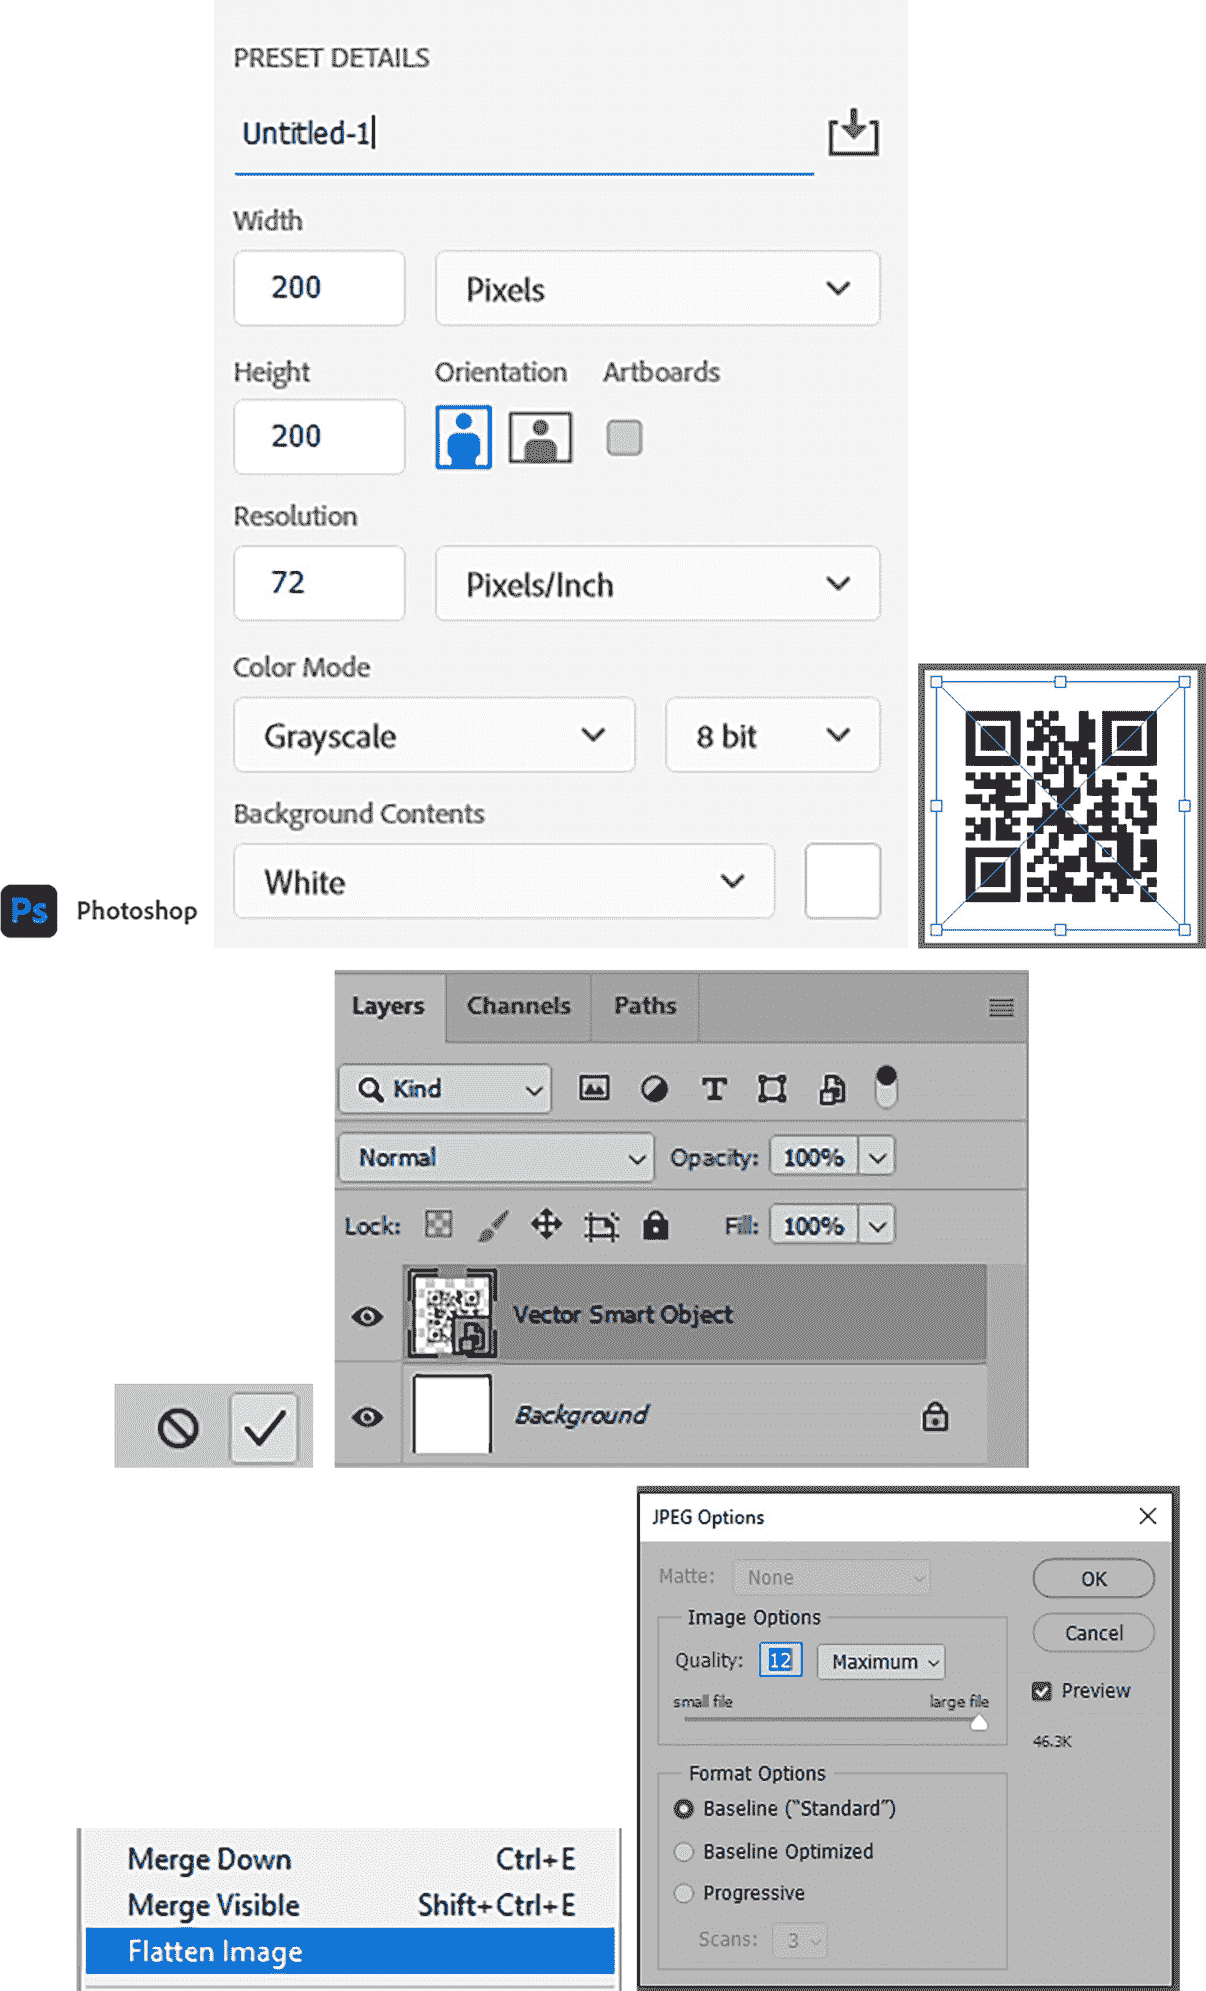 PRESET DETAILS
Untitled-1
Width
200 Pixels
Height Orientation Artboards
200
Resolution
72 Pixels/Inch
Color Mode
Grayscale 8 bit
Background Contents
White
Ps Photoshop
Layers Channels Paths
Kind T
Normal Opacity: 100%
Lock: Fill: 100%
Vector Smart Object
Background
JPEG Options
Matte: None OK
Image Options
Cancel
Quality: 12 Maximum
Preview
small file large file
46.3K
Format Options
Baseline ("Standard")
Baseline Optimized
Progressive
Scans: 3
Merge Down Ctrl+E
Merge Visible Shift+Ctrl+E
Flatten Image